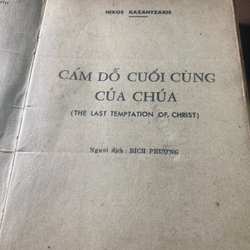 NIKOS KAZANTZAKIS
CÁM DỖ CUỐI CÙNG
CỦA CHÚA
(THE LAST TEMPTATION OF CHRIST)
Người dịch : BÍCH PHƯỢNG